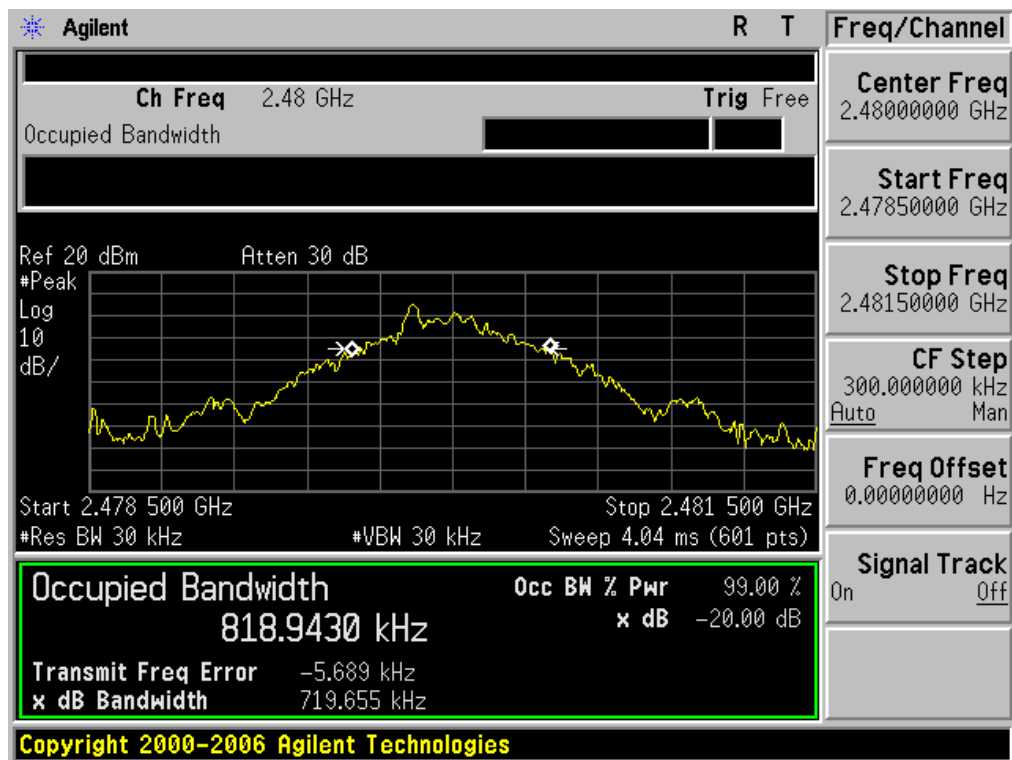 Agilent R T
Ch Freq 2.48 GHz Trig Free
Occupied Bandwidth
Ref 20 dBm Atten 30 dB
#Peak
Log
10
dB/
Start 2.478 500 GHz Stop 2.481 500 GHz
#Res BW 30 kHz #VBW 30 kHz Sweep 4.04 ms (601 pts)
Occupied Bandwidth Occ BW % Pwr 99.00 %
818.9430 kHz x dB -20.00 dB
Transmit Freq Error -5.689 kHz
x dB Bandwidth 719.655 kHz
Copyright 2000-2006 Agilent Technologies
Freq/Channel
Center Freq
2.48000000 GHz
Start Freq
2.47850000 GHz
Stop Freq
2.48150000 GHz
CF Step
300.000000 kHz
Auto Man
Freq Offset
0.00000000 Hz
Signal Track
On Off